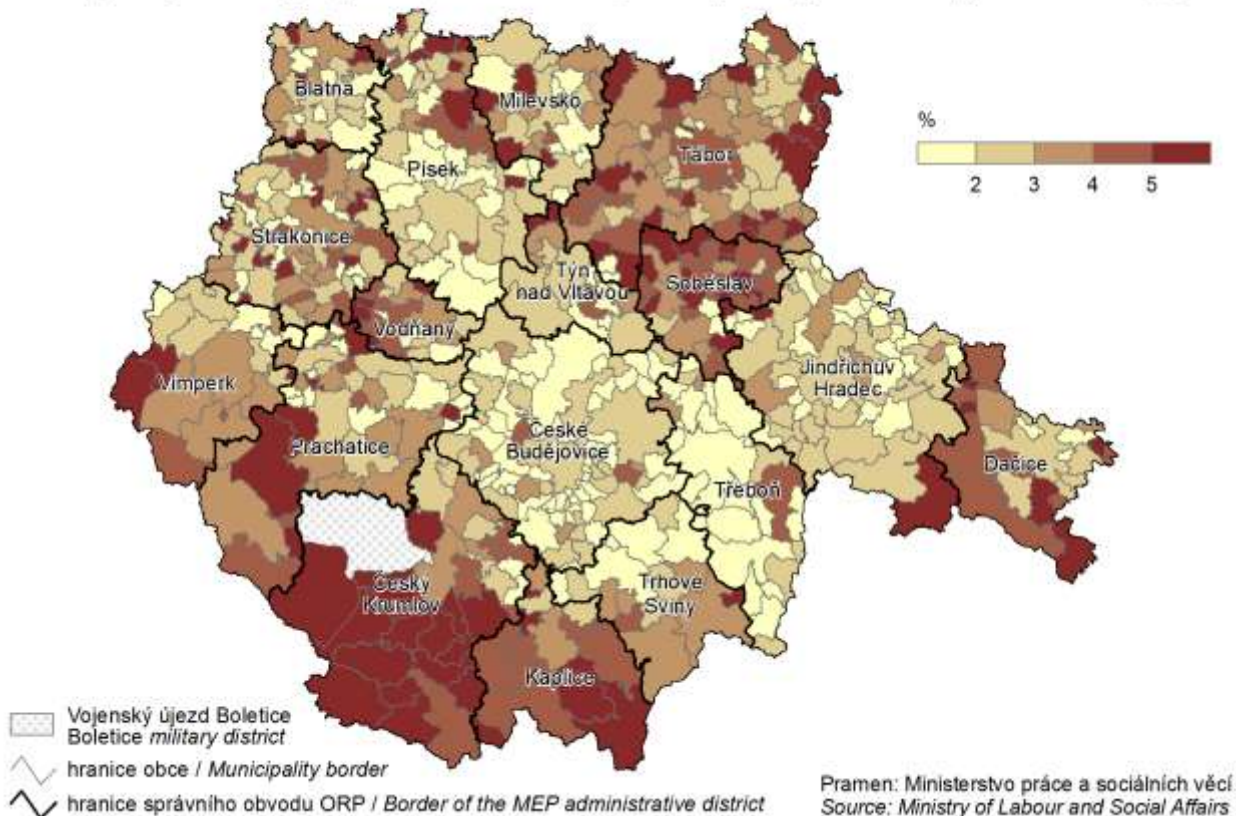 Blatná
Milevsko
Tábor
Písek
Strakonice
Týn
nad Vltavou
Soběslav
Vodňany
Vimperk
Jindřichův
Hradec
Prachatice
České
Budějovice
Dačice
Třeboň
Český
Krumlov
Trhové
Sviny
Kaplice
%
2 3 4 5
Vojenský újezd Boletice
Boletice military district
hranice obce / Municipality border
hranice správního obvodu ORP / Border of the MEP administrative district
Pramen: Ministerstvo práce a sociálních věcí
Source: Ministry of Labour and Social Affairs